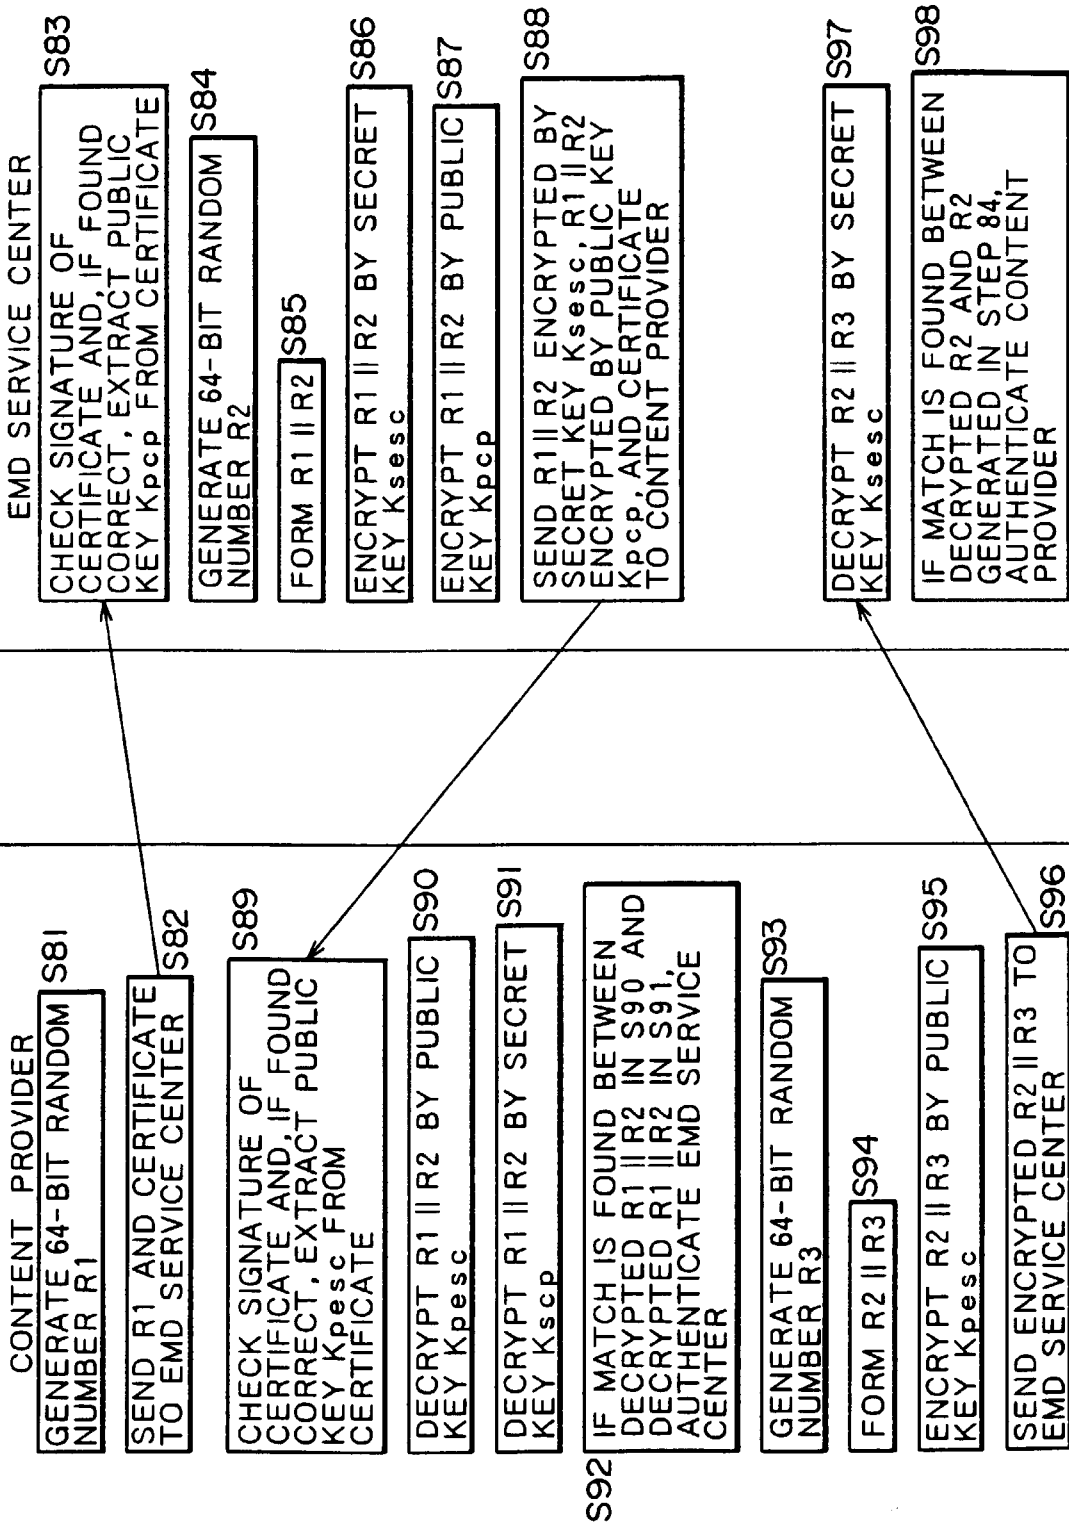 CONTENT PROVIDER
GENERATE 64-BIT RANDOM
NUMBER R1
S81
SEND R1 AND CERTIFICATE
TO EMD SERVICE CENTER
S82
CHECK SIGNATURE OF
CERTIFICATE AND, IF FOUND
CORRECT, EXTRACT PUBLIC
KEY Kpesc FROM
CERTIFICATE
S89
DECRYPT R1 || R2 BY PUBLIC
KEY Kpesc
S90
DECRYPT R1 || R2 BY SECRET
KEY Kscp
S91
S92
IF MATCH IS FOUND BETWEEN
DECRYPTED R1 || R2 IN S90 AND
DECRYPTED R1 || R2 IN S91,
AUTHENTICATE EMD SERVICE
CENTER
GENERATE 64-BIT RANDOM
NUMBER R3
S93
FORM R2 || R3
S94
ENCRYPT R2 || R3 BY PUBLIC
KEY Kpesc
S95
SEND ENCRYPTED R2 || R3 TO
EMD SERVICE CENTER
S96
EMD SERVICE CENTER
CHECK SIGNATURE OF
CERTIFICATE AND, IF FOUND
CORRECT, EXTRACT PUBLIC
KEY Kpcp FROM CERTIFICATE
S83
GENERATE 64-BIT RANDOM
NUMBER R2
S84
FORM R1 || R2
S85
ENCRYPT R1 || R2 BY SECRET
KEY Ksesc
S86
ENCRYPT R1 || R2 BY PUBLIC
KEY Kpcp
S87
SEND R1 || R2 ENCRYPTED BY
SECRET KEY Ksesc, R1 || R2
ENCRYPTED BY PUBLIC KEY
Kpcp, AND CERTIFICATE
TO CONTENT PROVIDER
S88
DECRYPT R2 || R3 BY SECRET
KEY Ksesc
S97
IF MATCH IS FOUND BETWEEN
DECRYPTED R2 AND R2
GENERATED IN STEP 84,
AUTHENTICATE CONTENT
PROVIDER
S98